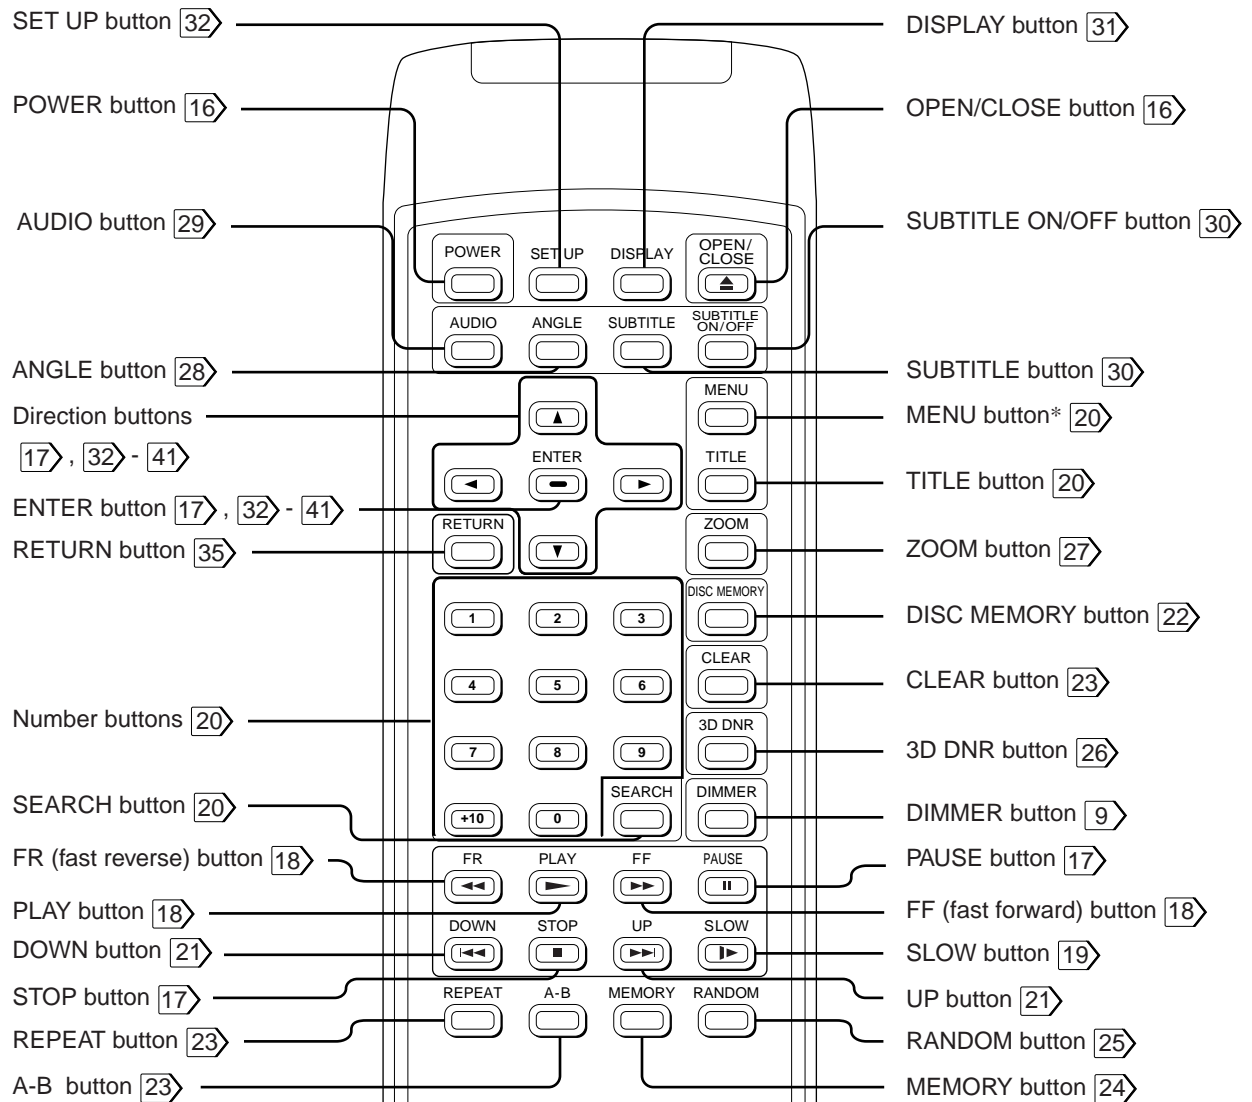 SET UP button 32
POWER button 16
AUDIO button 29
ANGLE button 28
Direction buttons
17 , 32 - 41
ENTER button 17 , 32 - 41
RETURN button 35
Number buttons 20
SEARCH button 20
FR (fast reverse) button 18
PLAY button 18
DOWN button 21
STOP button 17
REPEAT button 23
A-B button 23
POWER SET UP DISPLAY OPEN/
CLOSE
AUDIO ANGLE SUBTITLE SUBTITLE
ON/OFF
MENU
ENTER TITLE
RETURN ZOOM
DISC MEMORY
1 2 3
CLEAR
4 5 6
3D DNR
7 8 9
SEARCH DIMMER
+10 0
FR PLAY FF PAUSE
DOWN STOP UP SLOW
REPEAT A-B MEMORY RANDOM
DISPLAY button 31
OPEN/CLOSE button 16
SUBTITLE ON/OFF button 30
SUBTITLE button 30
MENU button* 20
TITLE button 20
ZOOM button 27
DISC MEMORY button 22
CLEAR button 23
3D DNR button 26
DIMMER button 9
PAUSE button 17
FF (fast forward) button 18
SLOW button 19
UP button 21
RANDOM button 25
MEMORY button 24